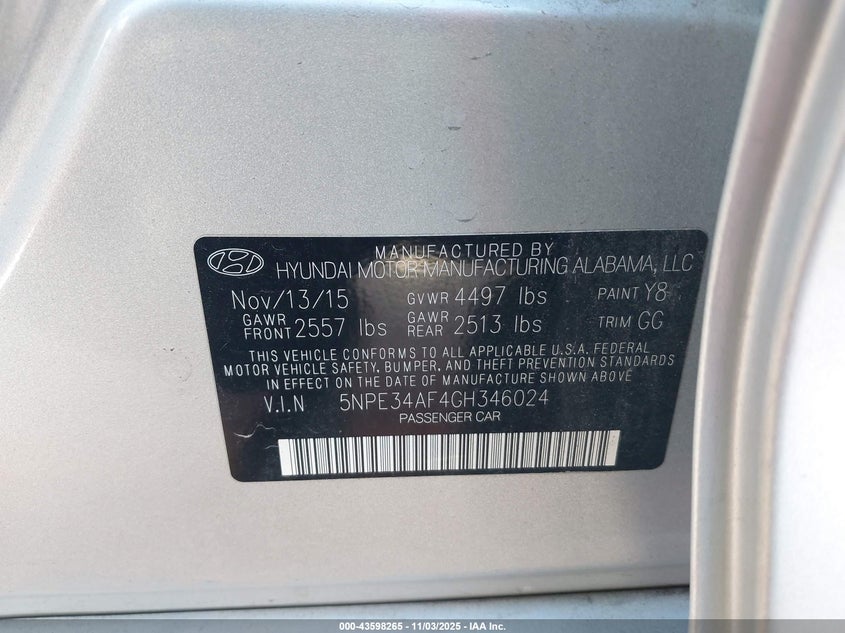 MANUFACTURED BY
HYUNDAI MOTOR MANUFACTURING ALABAMA, LLC
Nov/13/15 GVWR 4497 lbs PAINT Y8
GAWR FRONT 2557 lbs GAWR REAR 2513 lbs TRIM GG
THIS VEHICLE CONFORMS TO ALL APPLICABLE U.S.A. FEDERAL
MOTOR VEHICLE SAFETY, BUMPER, AND THEFT PREVENTION STANDARDS
IN EFFECT ON THE DATE OF MANUFACTURE SHOWN ABOVE
V.I.N 5NPE34AF4GH346024
PASSENGER CAR
000-43598265 - 11/03/2025 - IAA Inc.